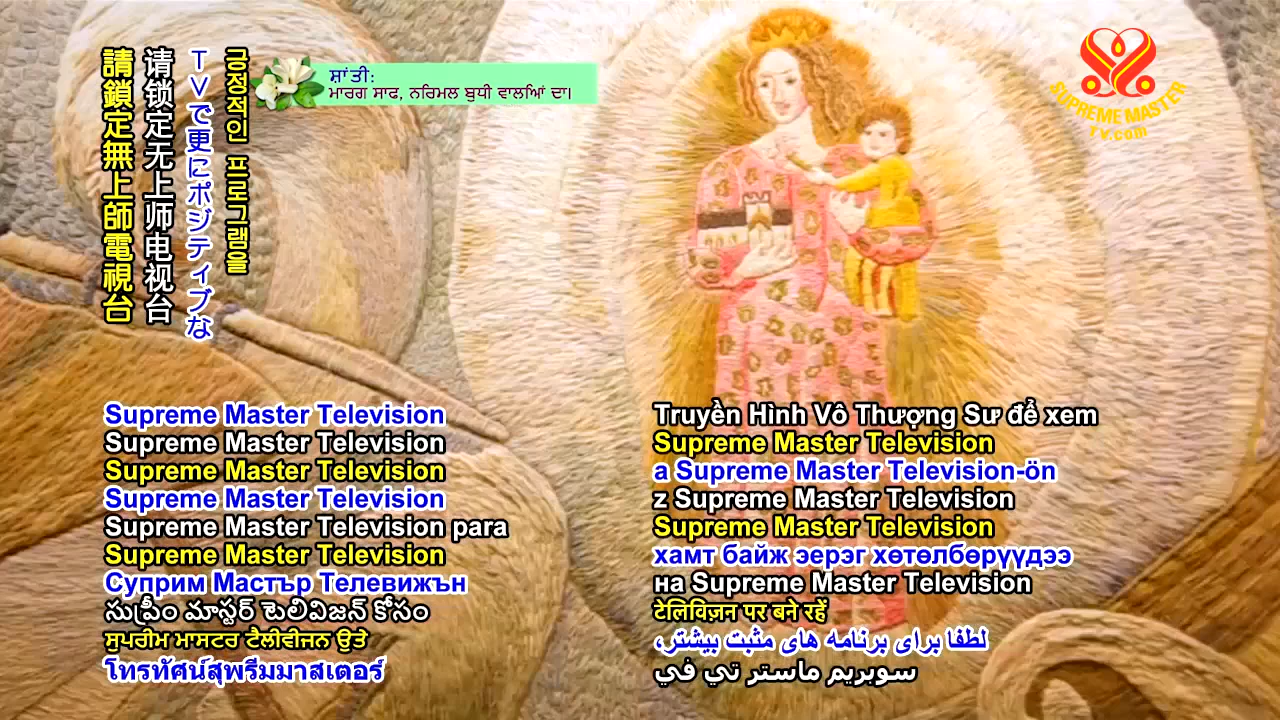 請鎖定無上師電視台
请锁定无上师电视台
TVで更にポジティブな
긍정적인 프로그램을
ਸ਼ਾਂਤੀ:
ਮਾਰਗ ਸਾਫ, ਨਰਿਮਲ ਬੁਧੀ ਵਾਲਆਿਂ ਦਾ।
SUPREME MASTER
TV.com
Supreme Master Television
Supreme Master Television
Supreme Master Television
Supreme Master Television
Supreme Master Television para
Supreme Master Television
Суприм Мастър Телевижън
సుప్రీం మాస్టర్ టెలివిజన్ కోసం
ਸੁਪਰੀਮ ਮਾਸਟਰ ਟੈਲੀਵੀਜਨ ਉਤੇ
โทรทัศน์สุพรีมมาสเตอร์
Truyền Hình Vô Thượng Sư để xem
Supreme Master Television
a Supreme Master Television-ön
z Supreme Master Television
Supreme Master Television
хамт байж эерэг хөтөлбөрүүдээ
на Supreme Master Television
टेलिविज़न पर बने रहें
لطفا برای برنامه های مثبت بیشتر،
سوبريم ماستر تي في